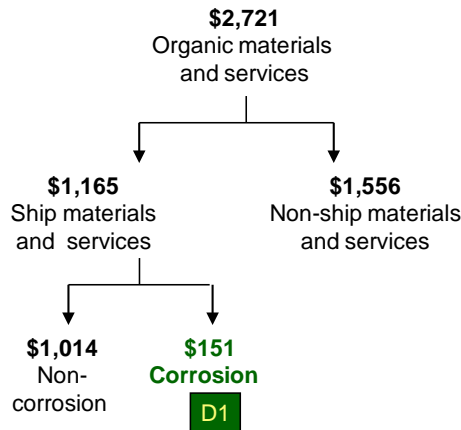 $2,721
Organic materials
and services
$1,165
Ship materials
and services
$1,556
Non-ship materials
and services
$1,014
Non-
corrosion
$151
Corrosion
D1